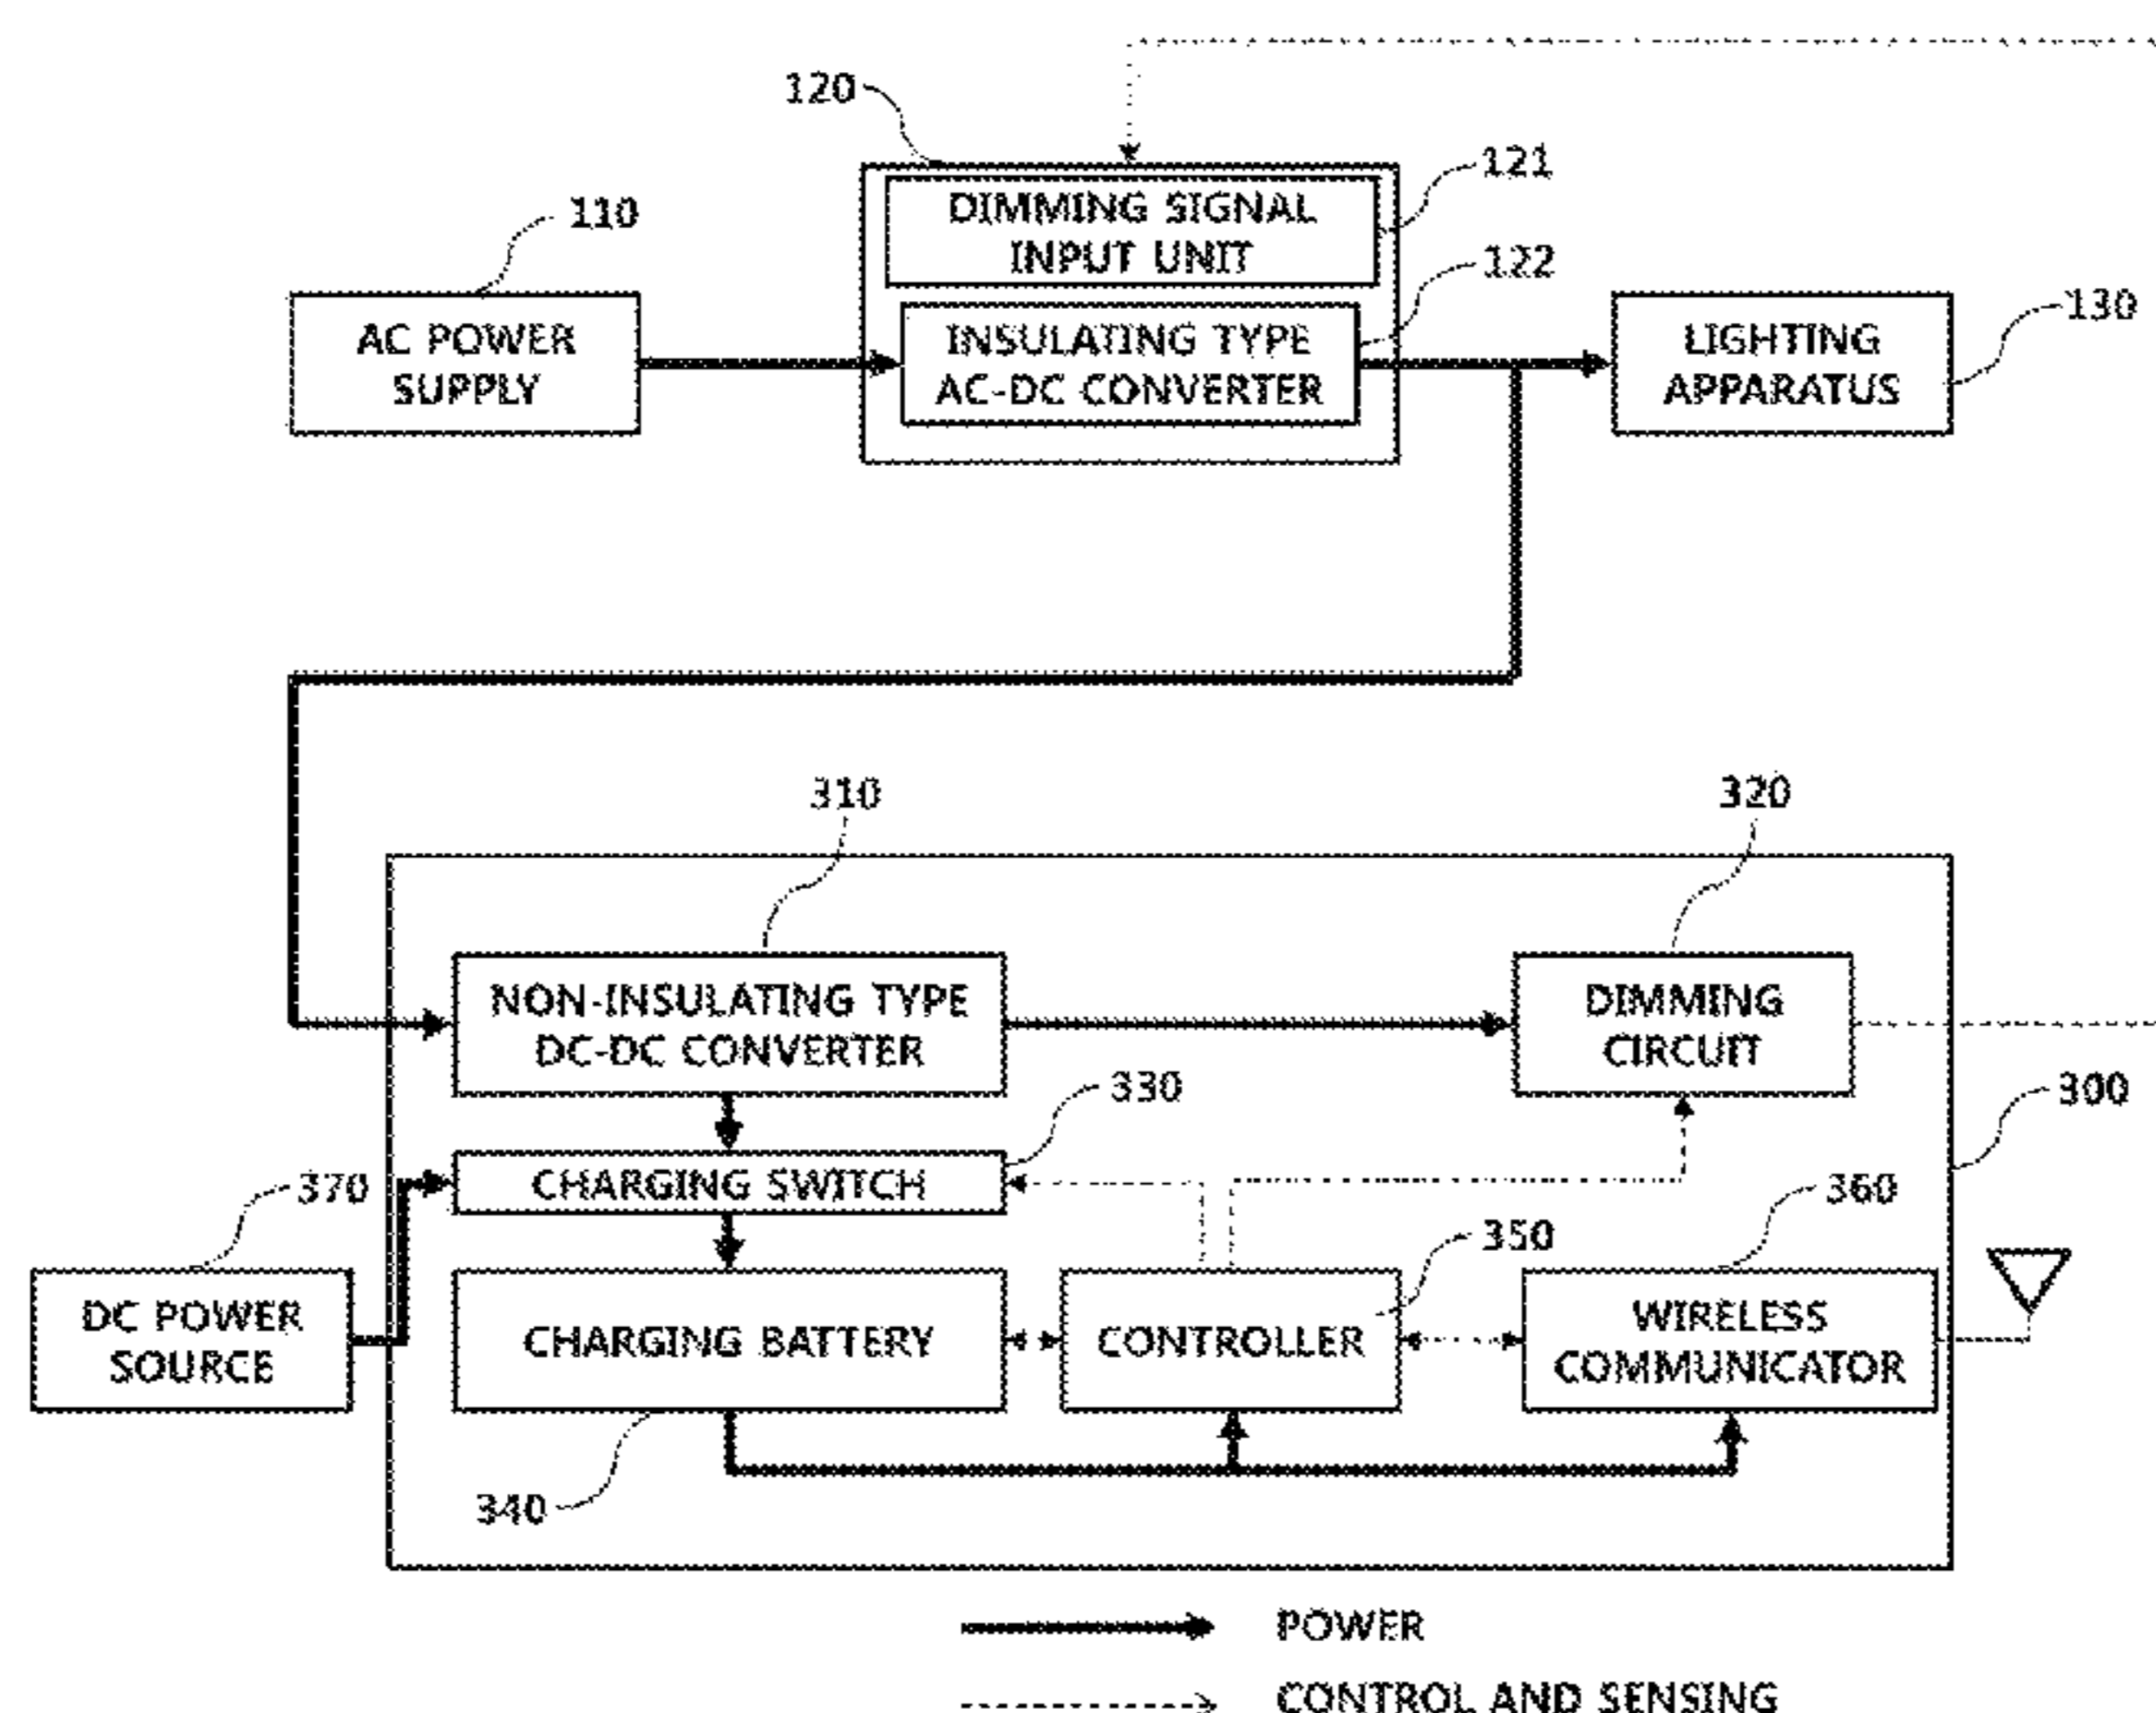 120
121
DIMMING SIGNAL
INPUT UNIT
110
122
AC POWER
SUPPLY
INSULATING TYPE
AC-DC CONVERTER
LIGHTING
APPARATUS
130
310
320
NON-INSULATING TYPE
DC-DC CONVERTER
DIMMING
CIRCUIT
330
300
370
CHARGING SWITCH
360
350
DC POWER
SOURCE
CHARGING BATTERY
CONTROLLER
WIRELESS
COMMUNICATOR
340
POWER
CONTROL AND SENSING